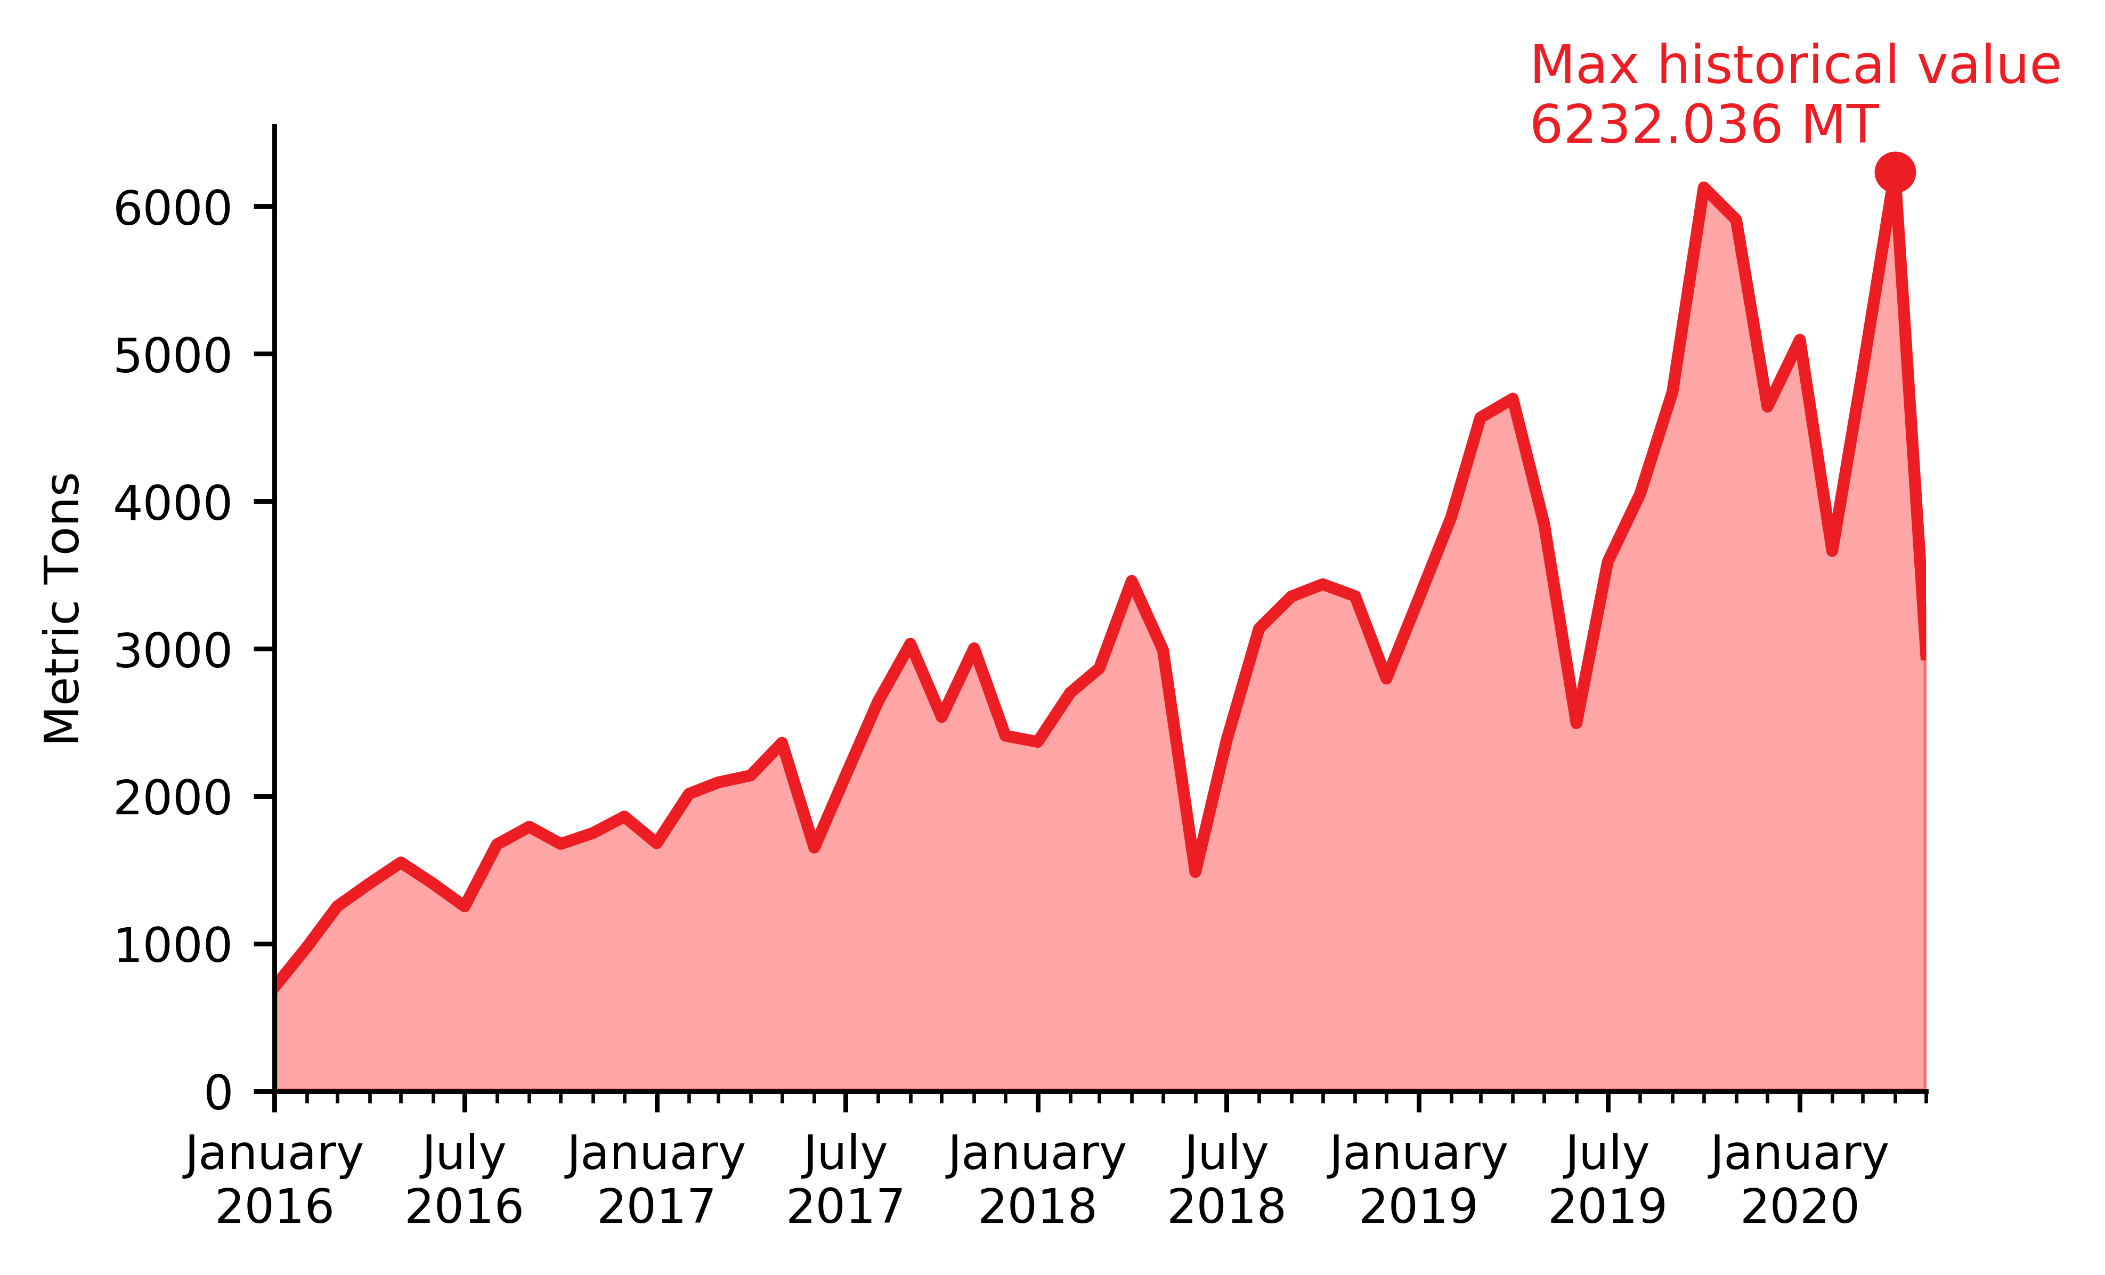 Max historical value
6232.036 MT
6000
5000
4000
3000
2000
1000
0
Metric Tons
January July January July January July January July January
2016 2016 2017 2017 2018 2018 2019 2019 2020